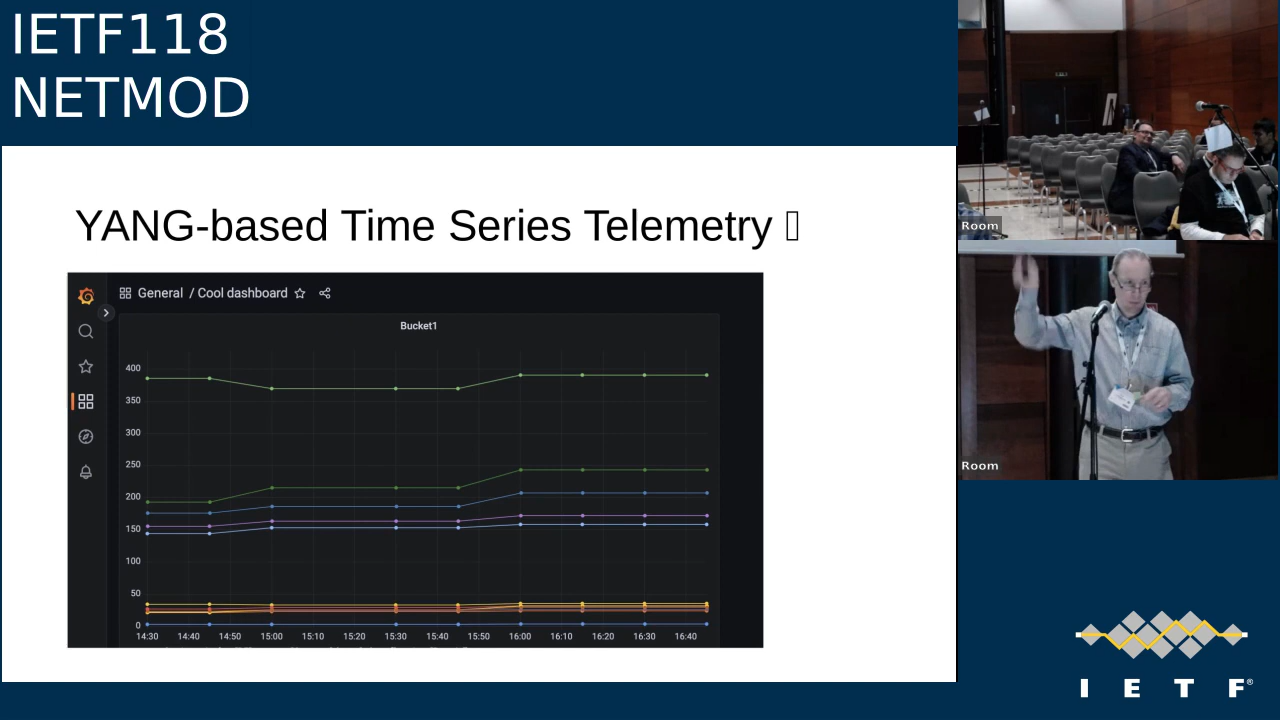 IETF118
NETMOD
YANG-based Time Series Telemetry
General / Cool dashboard
Bucket1
400
350
300
250
200
150
100
50
0
14:30 14:40 14:50 15:00 15:10 15:20 15:30 15:40 15:50 16:00 16:10 16:20 16:30 16:40
Room
Room
I E T F®